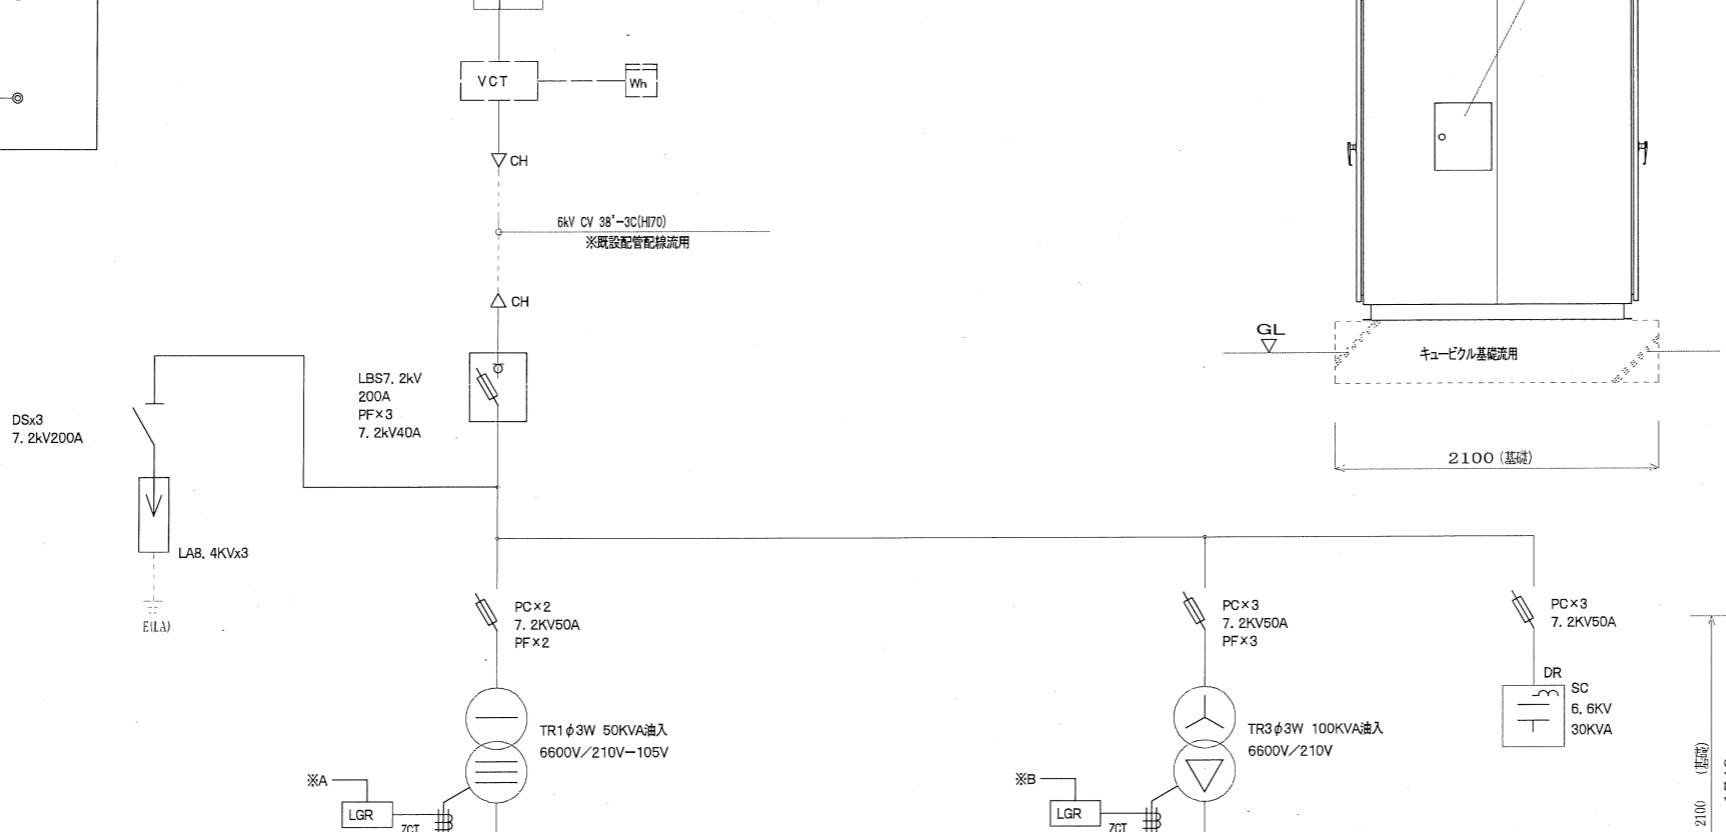 VCT
Wh
CH
6kV CV 38°-3C(HI70)
※既設配管配線流用
CH
GL
キュービクル基礎流用
LBS7.2kV
200A
PF×3
7.2kV40A
DSx3
7.2kV200A
2100 (基礎)
LA8.4KVx3
E(LA)
PC×2
7.2KV50A
PF×2
PC×3
7.2KV50A
PF×3
PC×3
7.2KV50A
DR
SC
6.6KV
30KVA
TR1φ3W 50KVA油入
6600V/210V-105V
TR3φ3W 100KVA油入
6600V/210V
※A
LGR
ZCT
※B
LGR
ZCT
2100 (基礎)